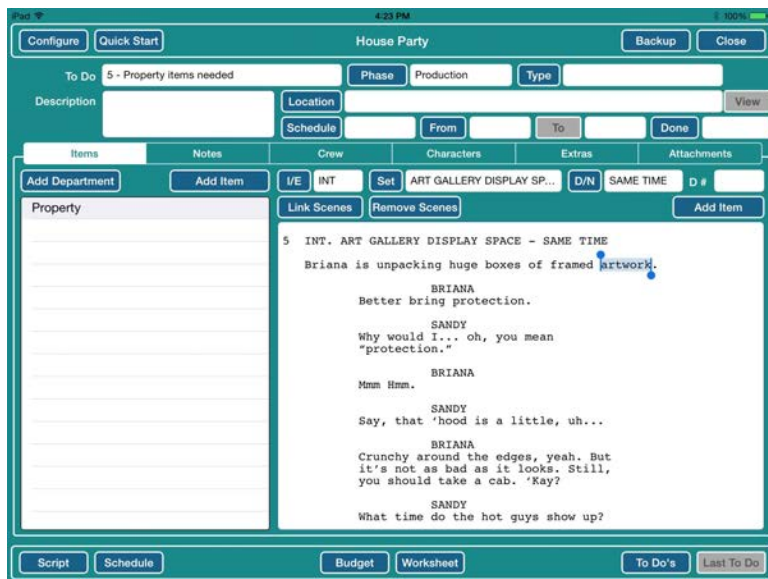 iPad 4:23 PM 100%
Configure Quick Start House Party Backup Close
To Do 5 - Property items needed Phase Production Type
Description Location View
Schedule From To Done
Items Notes Crew Characters Extras Attachments
Add Department Add Item I/E INT Set ART GALLERY DISPLAY SP... D/N SAME TIME D #
Property Link Scenes Remove Scenes Add Item
5 INT. ART GALLERY DISPLAY SPACE - SAME TIME
Briana is unpacking huge boxes of framed artwork.
BRIANA
Better bring protection.
SANDY
Why would I... oh, you mean
"protection."
BRIANA
Mmm Hmm.
SANDY
Say, that 'hood is a little, uh...
BRIANA
Crunchy around the edges, yeah. But
it's not as bad as it looks. Still,
you should take a cab. 'Kay?
SANDY
What time do the hot guys show up?
Script Schedule Budget Worksheet To Do's Last To Do